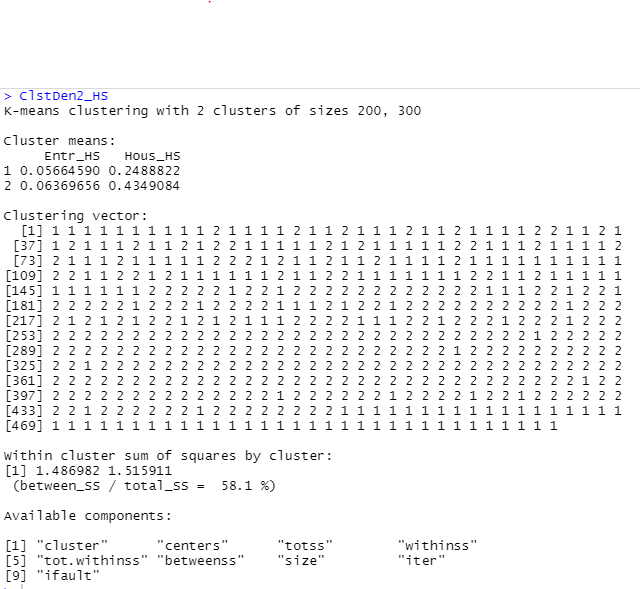 > ClstDen2_HS
K-means clustering with 2 clusters of sizes 200, 300
Cluster means:
Entr_HS Hous_HS
1 0.05664590 0.2488822
2 0.06369656 0.4349084
Clustering vector:
[1] 1 1 1 1 1 1 1 1 1 1 2 1 1 1 1 2 1 1 2 1 1 1 2 1 1 2 1 1 1 1 2 2 1 1 2 1
[37] 1 2 1 1 1 2 1 1 2 1 2 2 1 1 1 1 1 2 1 2 1 1 2 1 1 1 1 2 2 1 2 1 1 1 1 2
[73] 2 1 1 1 2 1 1 1 1 1 2 2 2 1 2 1 1 2 1 1 1 1 2 2 1 1 2 1 1 1 1 1 1 1 1 1
[109] 2 2 1 1 2 2 1 2 1 1 1 1 1 1 2 1 1 2 1 1 1 1 1 1 1 2 2 1 1 2 1 1 1 1 1 1
[145] 1 1 1 1 1 1 2 2 2 2 2 1 2 2 1 2 2 2 2 2 2 2 2 2 2 2 2 1 1 1 2 2 1 2 2 1
[181] 2 2 2 2 2 1 2 2 2 1 2 2 2 2 1 1 1 2 1 2 2 1 2 2 2 2 2 2 2 2 2 2 1 2 2 2
[217] 2 1 2 1 2 1 2 2 1 2 1 2 1 1 1 2 2 2 2 1 1 1 2 2 1 2 2 2 1 2 2 2 1 2 2 2
[253] 2 2 2 2 2 2 2 2 2 2 2 2 2 2 2 2 2 2 2 2 2 2 2 2 2 2 2 2 2 2 1 2 2 2 2 2
[289] 2 2 2 2 2 2 2 2 2 2 2 2 2 2 2 2 2 2 2 2 2 2 2 2 2 1 2 2 2 2 2 2 2 2 2 2
[325] 2 2 1 2 2 2 2 2 2 2 2 2 2 2 2 2 2 2 2 2 2 2 2 2 2 2 2 2 2 2 2 2 2 2 2 2
[361] 2 2 2 2 2 2 2 2 2 2 2 2 2 2 2 2 2 2 2 2 2 2 2 2 2 2 2 2 2 2 2 2 2 1 2 2
[397] 2 2 2 2 2 2 2 2 2 2 2 2 2 2 1 2 2 2 2 1 2 2 2 2 2 2 1 2 1 2 2 2 2 2 2 2
[433] 2 2 1 2 2 2 2 2 2 1 2 2 2 2 2 2 2 2 1 1 1 1 1 1 1 1 1 1 1 1 1 1 1 1 1 1
[469] 1 1 1 1 1 1 1 1 1 1 1 1 1 1 1 1 1 1 1 1 1 1 1 1 1 1 1 1 1 1 1 1
Within cluster sum of squares by cluster:
[1] 1.486982 1.515911
(between_SS / total_SS = 58.1 %)
Available components:
[1] "cluster" "centers" "totss" "withinss"
[5] "tot.withinss" "betweenss" "size" "iter"
[9] "ifault"
>